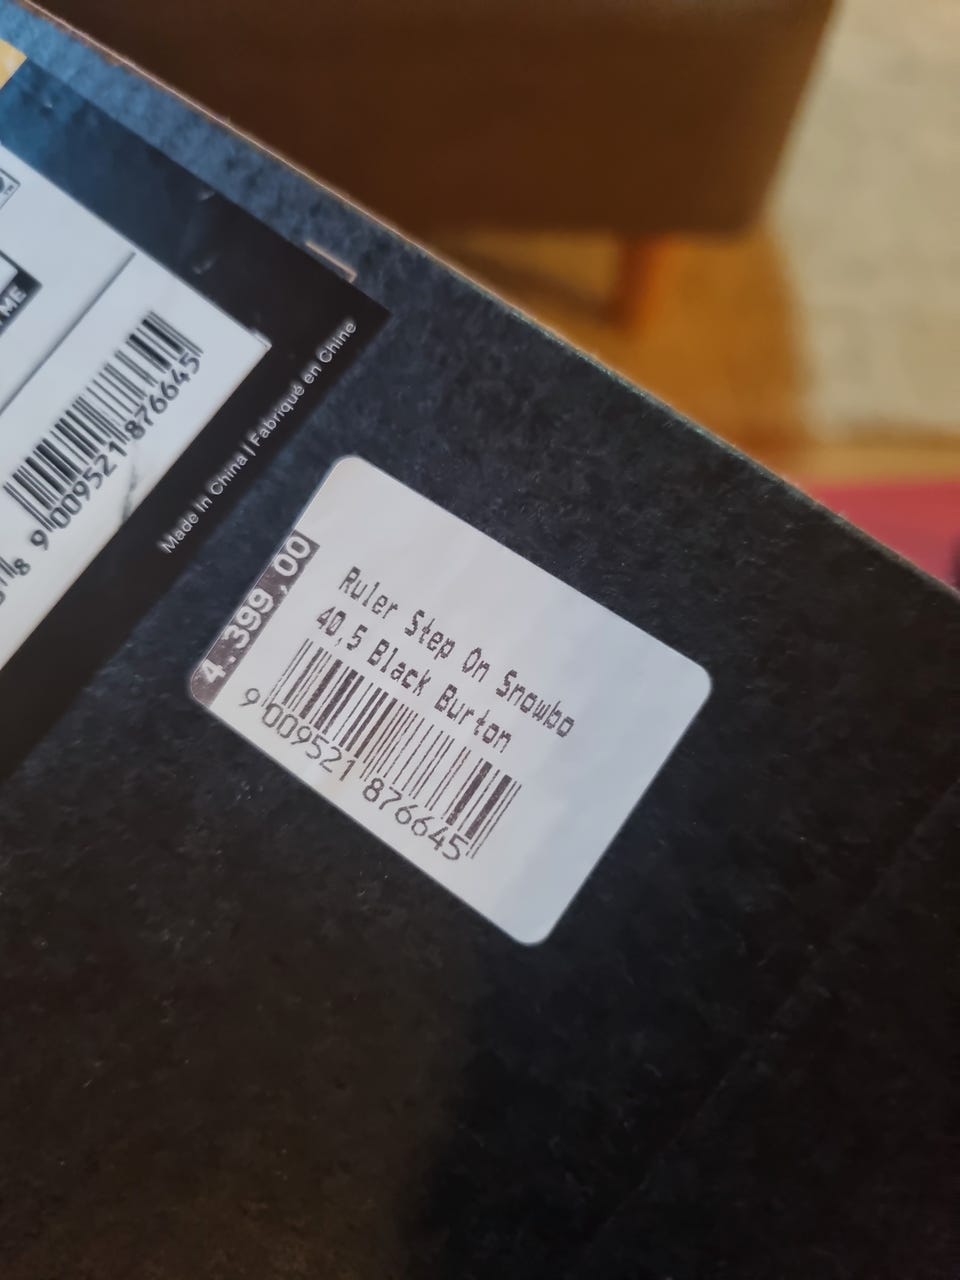 ME
9 009521 876645
Made In China | Fabriqué en Chine
4.399,00
Ruler Step On Snowbo
40,5 Black Burton
9 009521 876645